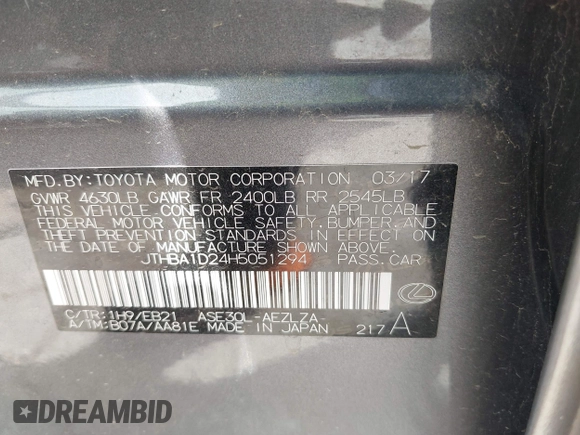 MFD.BY:TOYOTA MOTOR CORPORATION 03/17
GVWR 4630LB GAWR FR 2400LB RR 2545LB
THIS VEHICLE CONFORMS TO ALL APPLICABLE
FEDERAL MOTOR VEHICLE SAFETY, BUMPER, AND
THEFT PREVENTION STANDARDS IN EFFECT ON
THE DATE OF MANUFACTURE SHOWN ABOVE.
JTHBA1D24H5051294 PASS.CAR
C/TR:1H9/EB21 ASE30L-AEZLZA
A/TM:B07A/AA81E MADE IN JAPAN 217A
DREAMBID